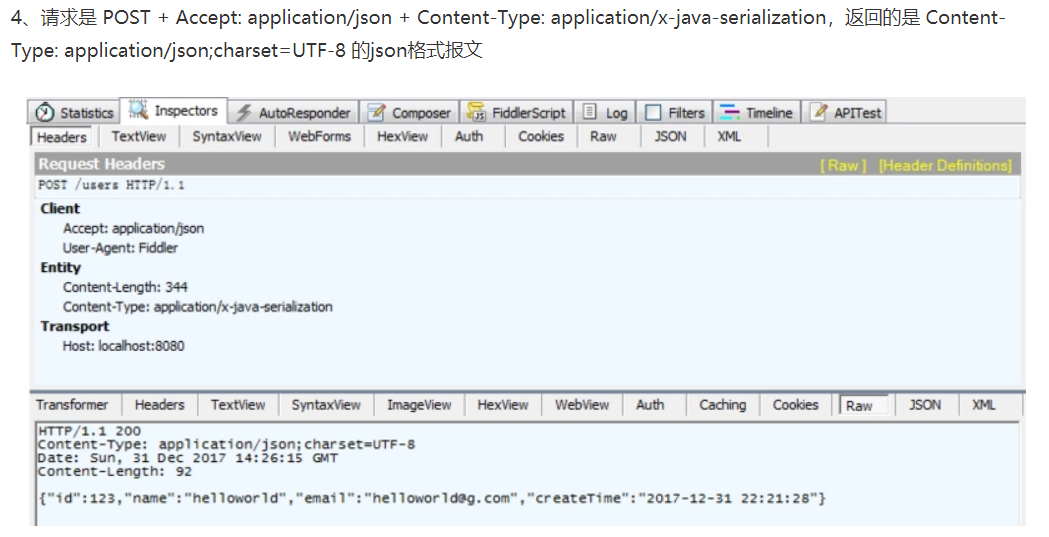 4、请求是 POST + Accept: application/json + Content-Type: application/x-java-serialization，返回的是 Content-
Type: application/json;charset=UTF-8 的json格式报文
Statistics Inspectors AutoResponder Composer FiddlerScript Log Filters Timeline APITest
Headers TextView SyntaxView WebForms HexView Auth Cookies Raw JSON XML
Request Headers [ Raw ] [Header Definitions]
POST /users HTTP/1.1
Client
Accept: application/json
User-Agent: Fiddler
Entity
Content-Length: 344
Content-Type: application/x-java-serialization
Transport
Host: localhost:8080
Transformer Headers TextView SyntaxView ImageView HexView WebView Auth Caching Cookies Raw JSON XML
HTTP/1.1 200
Content-Type: application/json;charset=UTF-8
Date: Sun, 31 Dec 2017 14:26:15 GMT
Content-Length: 92
{"id":123,"name":"helloworld","email":"helloworld@g.com","createTime":"2017-12-31 22:21:28"}